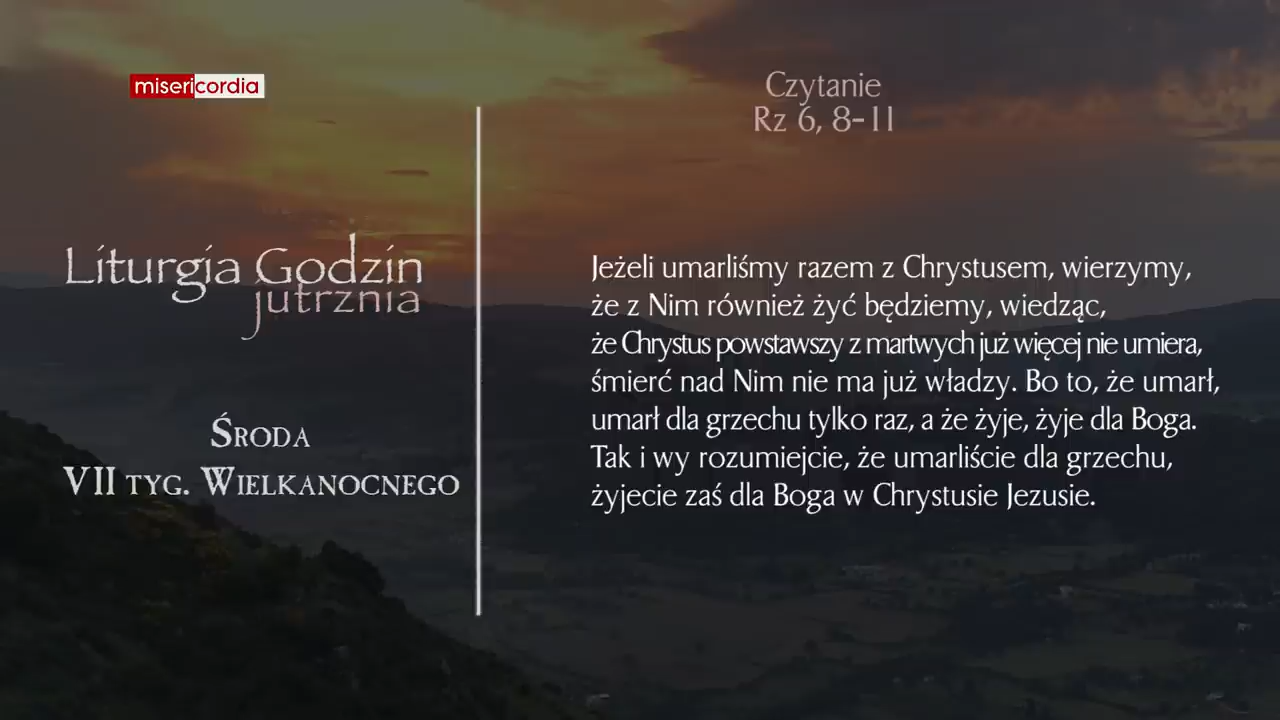 misericordia
Liturgia Godzin
jutrznia
Środa
VII tyg. Wielkanocnego
Czytanie
Rz 6, 8-11
Jeżeli umarliśmy razem z Chrystusem, wierzymy,
że z Nim również żyć będziemy, wiedząc,
że Chrystus powstawszy z martwych już więcej nie umiera,
śmierć nad Nim nie ma już władzy. Bo to, że umarł,
umarł dla grzechu tylko raz, a że żyje, żyje dla Boga.
Tak i wy rozumiejcie, że umarliście dla grzechu,
żyjecie zaś dla Boga w Chrystusie Jezusie.